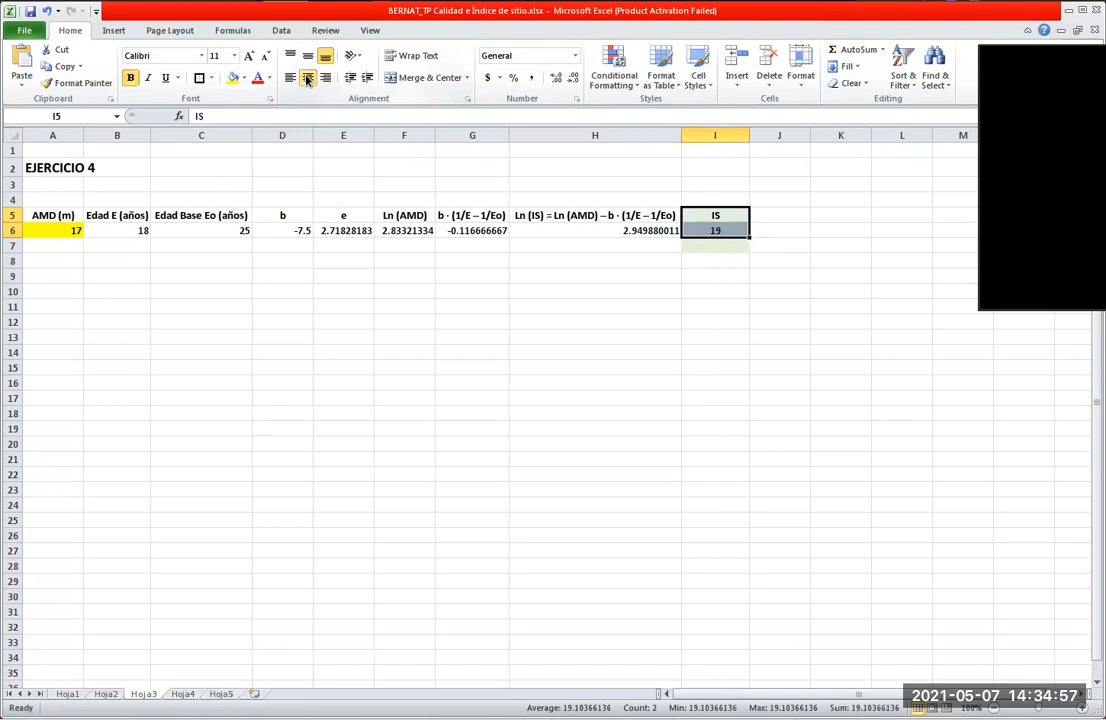 BERNAT_TP Calidad e Índice de sitio.xlsx - Microsoft Excel (Product Activation Failed)
File Home Insert Page Layout Formulas Data Review View
Paste
Cut
Copy
Format Painter
Clipboard
Calibri 11
B I U A
Font
Wrap Text
Merge & Center
Alignment
General
$ % ,
Number
Conditional Formatting
Format as Table
Cell Styles
Styles
Insert Delete Format
Cells
Σ AutoSum
Fill
Clear
Sort & Filter
Find & Select
Editing
I5 fx IS
A B C D E F G H I J K L M
1
2 EJERCICIO 4
3
4
5 AMD (m) Edad E (años) Edad Base Eo (años) b e Ln (AMD) b · (1/E – 1/Eo) Ln (IS) = Ln (AMD) – b · (1/E – 1/Eo) IS
6 17 18 25 -7.5 2.71828183 2.83321334 -0.116666667 2.949880011 19
7
8
9
10
11
12
13
14
15
16
17
18
19
20
21
22
23
24
25
26
27
28
29
30
31
32
33
34
35
Hoja1 Hoja2 Hoja3 Hoja4 Hoja5
Ready Average: 19.10366136 Count: 2 Min: 19.10366136 Max: 19.10366136 Sum: 19.10366136 100%
2021-05-07 14:34:57